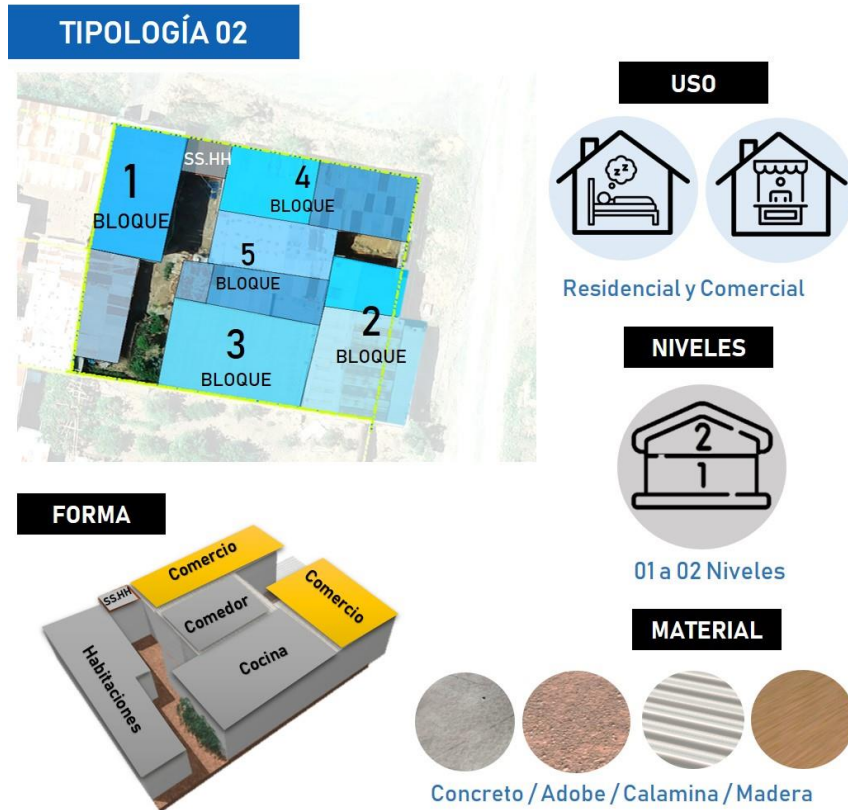 TIPOLOGÍA 02
1
BLOQUE
SS.HH
4
BLOQUE
5
BLOQUE
3
BLOQUE
2
BLOQUE
USO
z z
Residencial y Comercial
NIVELES
2
1
01 a 02 Niveles
FORMA
Comercio
SS.HH
Comedor
Comercio
Cocina
Habitaciones
MATERIAL
Concreto / Adobe / Calamina / Madera